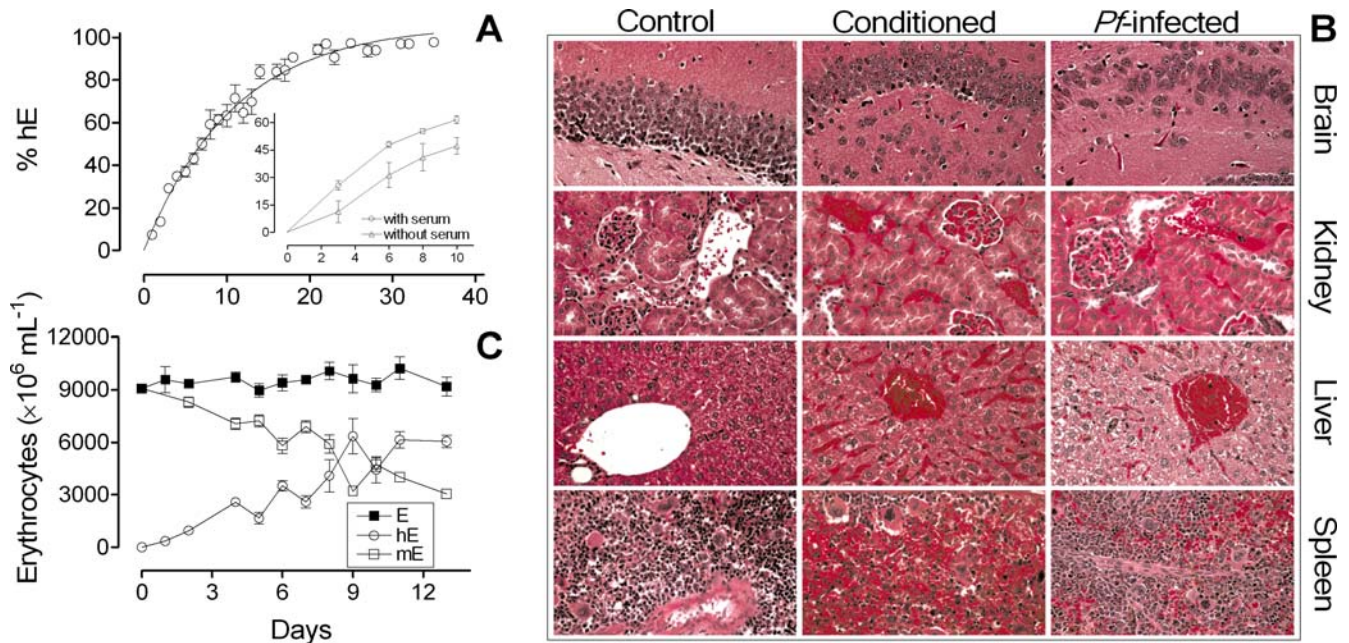 A
100
80
60
40
20
0
% hE
60
45
30
15
0
with serum
without serum
0 2 4 6 8 10
0 10 20 30 40
C
12000
9000
6000
3000
0
Erythrocytes (×10⁶ mL⁻¹)
E
hE
mE
0 3 6 9 12
Days
Control Conditioned Pf-infected
B
Brain
Kidney
Liver
Spleen